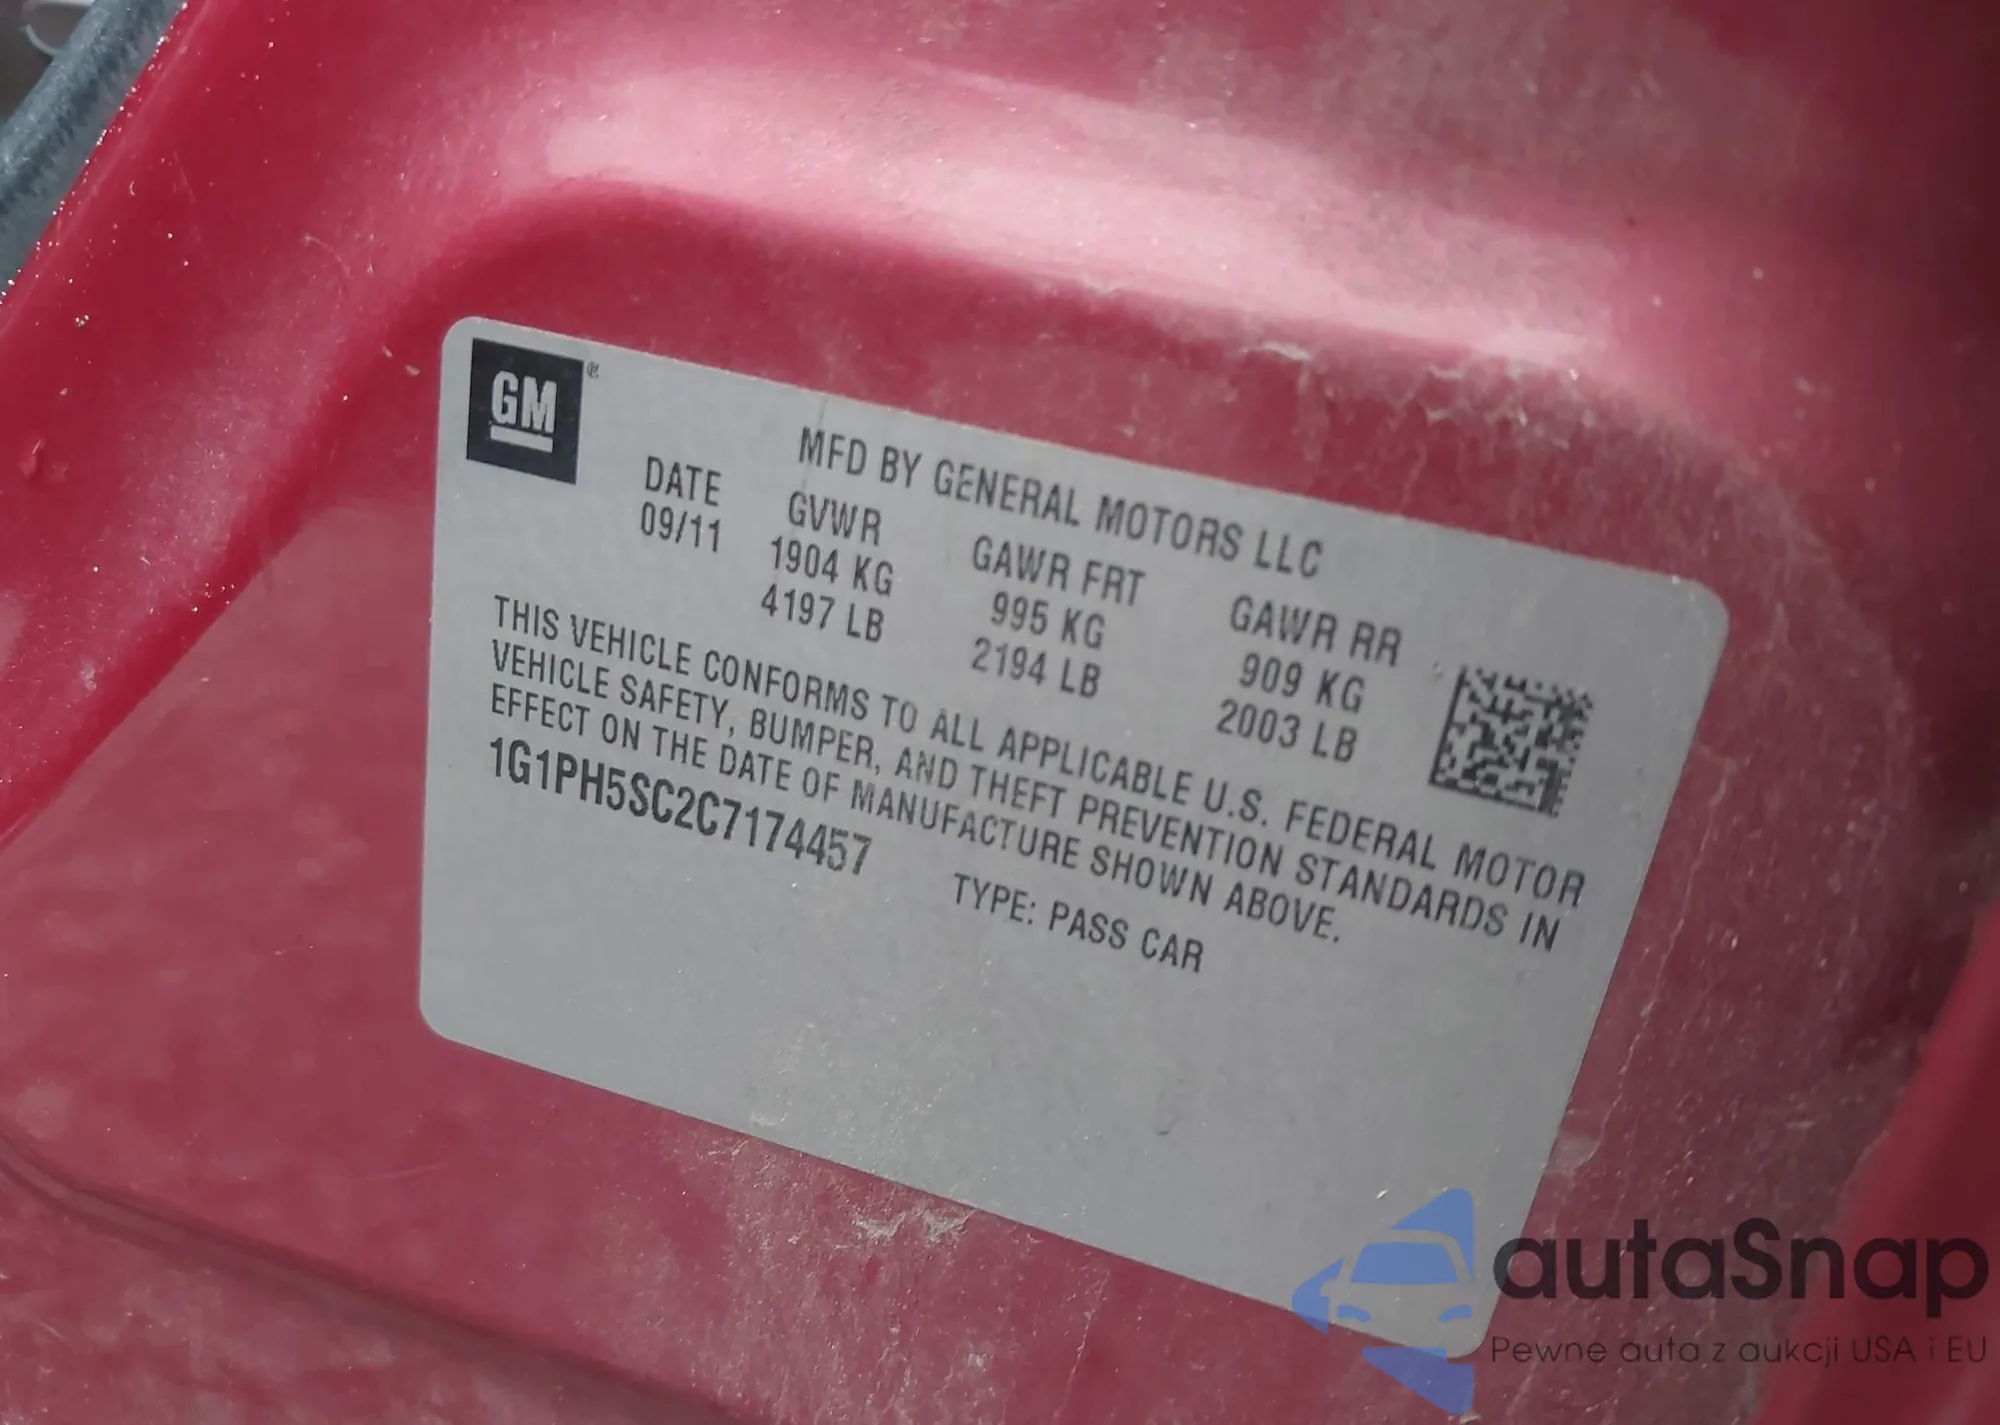 GM
MFD BY GENERAL MOTORS LLC
DATE GVWR GAWR FRT GAWR RR
09/11 1904 KG 995 KG 909 KG
4197 LB 2194 LB 2003 LB
THIS VEHICLE CONFORMS TO ALL APPLICABLE U.S. FEDERAL MOTOR
VEHICLE SAFETY, BUMPER, AND THEFT PREVENTION STANDARDS IN
EFFECT ON THE DATE OF MANUFACTURE SHOWN ABOVE.
1G1PH5SC2C7174457 TYPE: PASS CAR
autaSnap
Pewne auta z aukcji USA i EU